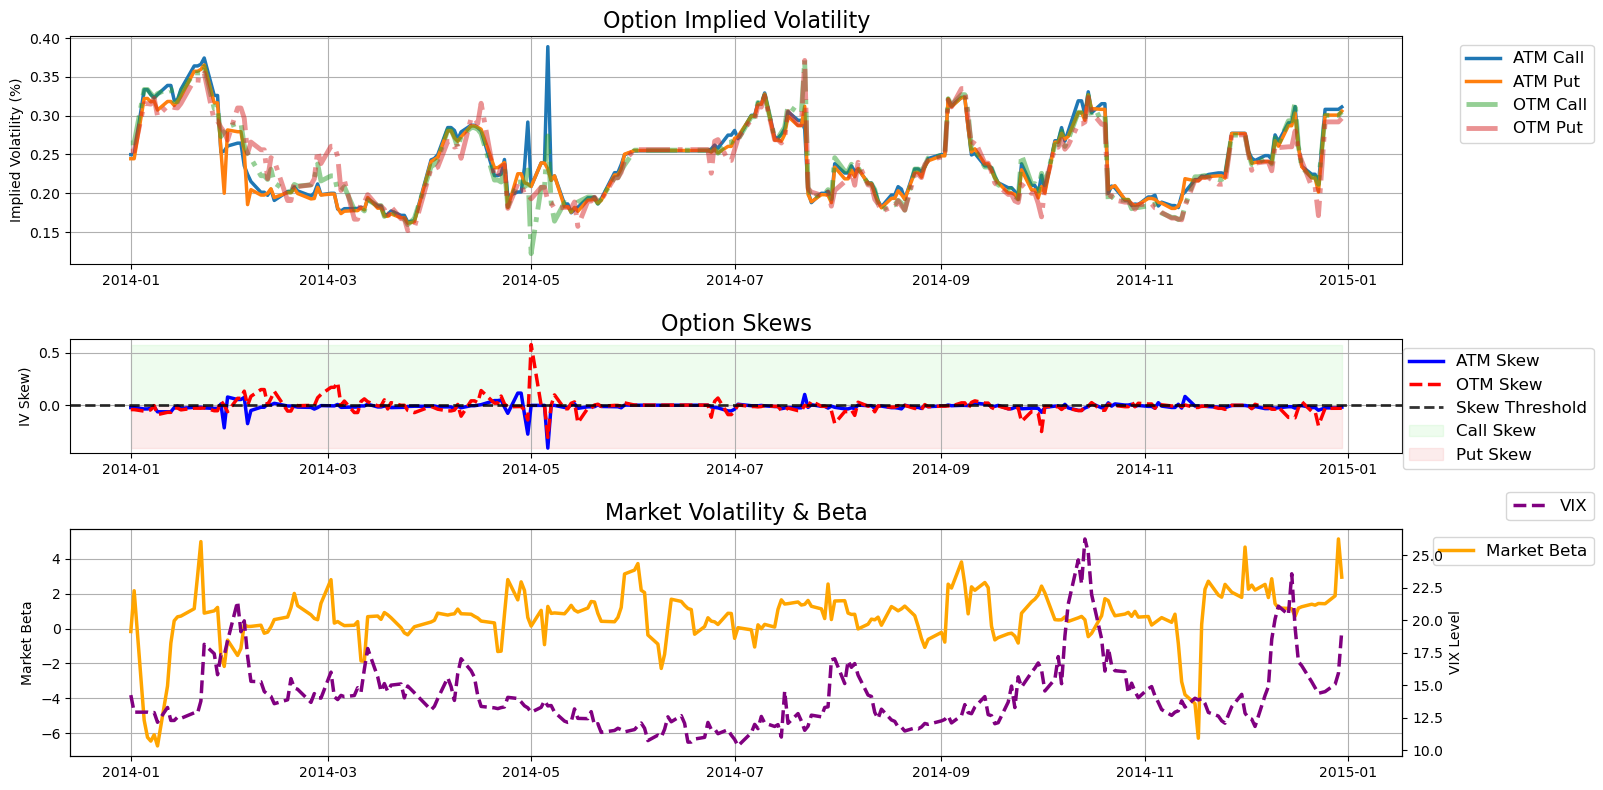 Option Implied Volatility
Implied Volatility (%)
0.40
0.35
0.30
0.25
0.20
0.15
2014-01 2014-03 2014-05 2014-07 2014-09 2014-11 2015-01
ATM Call
ATM Put
OTM Call
OTM Put
Option Skews
IV Skew)
0.5
0.0
2014-01 2014-03 2014-05 2014-07 2014-09 2014-11 2015-01
ATM Skew
OTM Skew
Skew Threshold
Call Skew
Put Skew
Market Volatility & Beta
Market Beta
4
2
0
−2
−4
−6
2014-01 2014-03 2014-05 2014-07 2014-09 2014-11 2015-01
25.0
22.5
20.0
17.5
15.0
12.5
10.0
VIX Level
VIX
Market Beta